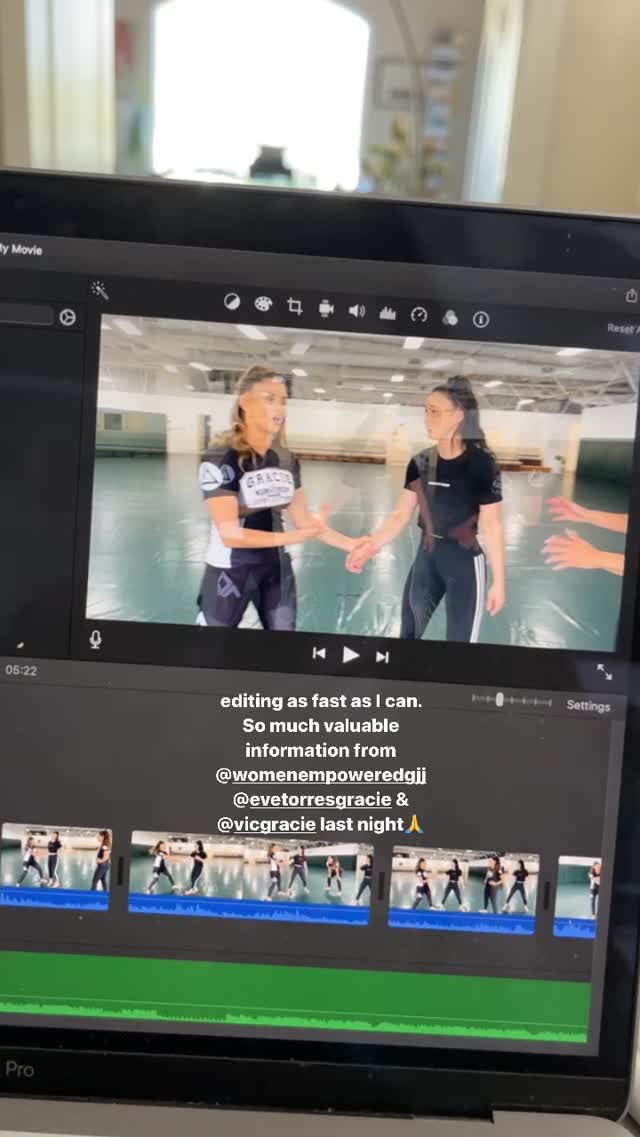 My Movie
Reset A
GRACIE
05:22
Settings
editing as fast as I can.
So much valuable
information from
@womenempoweredgjj
@evetorresgracie &
@vicgracie last night🙏
Pro